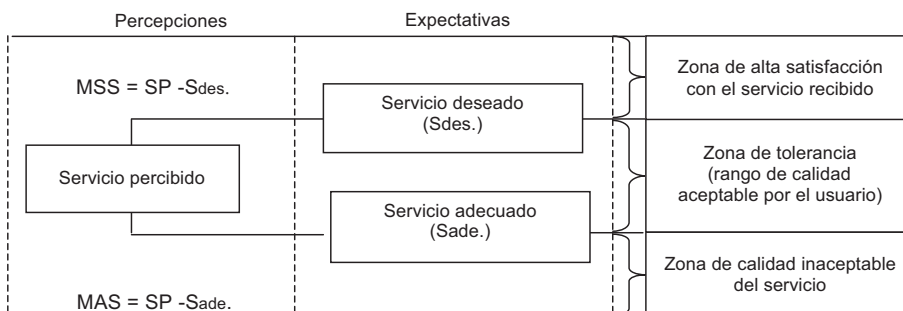 Percepciones
Expectativas
MSS = SP -Sdes.
Servicio deseado
(Sdes.)
Zona de alta satisfacción
con el servicio recibido
Servicio percibido
Zona de tolerancia
(rango de calidad
aceptable por el usuario)
Servicio adecuado
(Sade.)
MAS = SP -Sade.
Zona de calidad inaceptable
del servicio